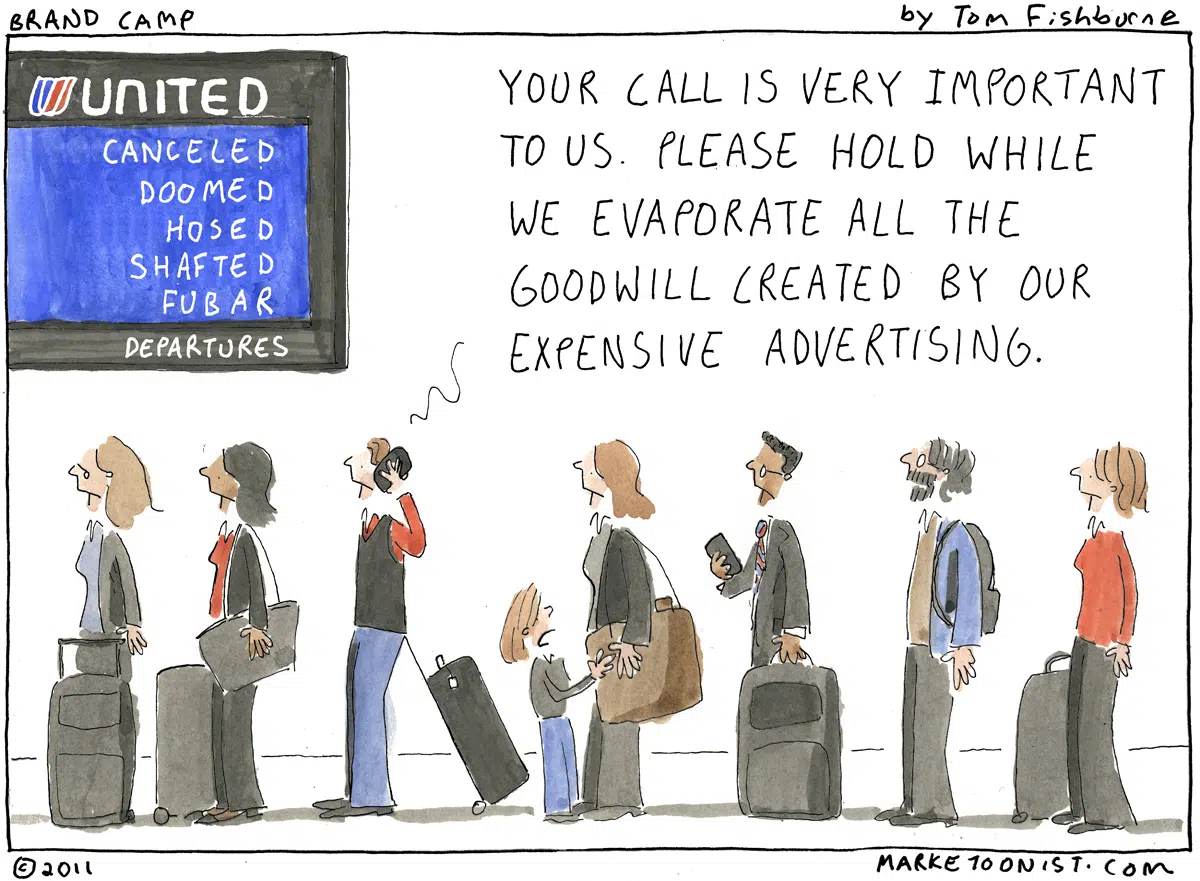 BRAND CAMP
by Tom Fishburne
UNITED
CANCELED
DOOMED
HOSED
SHAFTED
FUBAR
DEPARTURES
YOUR CALL IS VERY IMPORTANT
TO US. PLEASE HOLD WHILE
WE EVAPORATE ALL THE
GOODWILL CREATED BY OUR
EXPENSIVE ADVERTISING.
© 2011
MARKETOONIST.COM